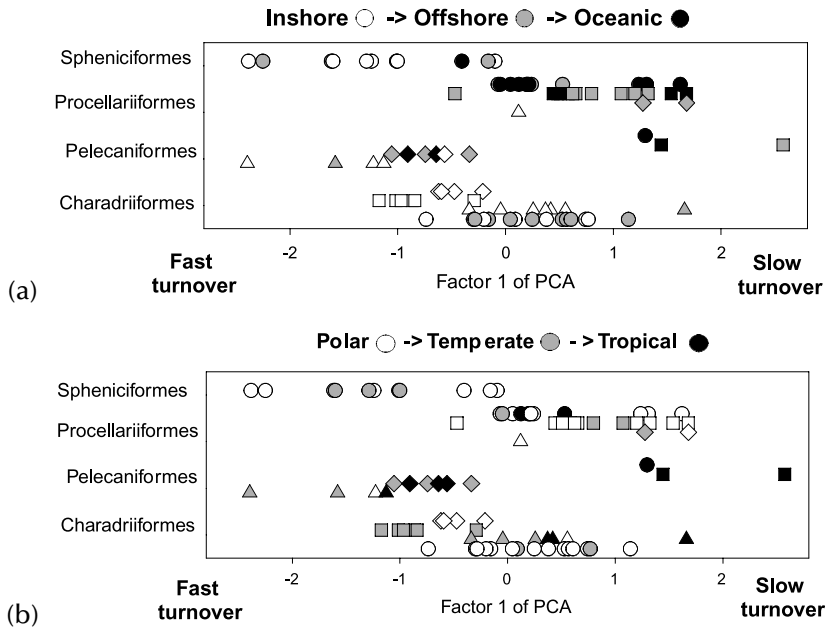 Inshore -> Offshore -> Oceanic
(a)
Spheniciformes
Procellariiformes
Pelecaniformes
Charadriiformes
-2 -1 0 1 2
Fast turnover
Factor 1 of PCA
Slow turnover
Polar -> Temperate -> Tropical
Spheniciformes
Procellariiformes
Pelecaniformes
Charadriiformes
-2 -1 0 1 2
(b)
Fast turnover
Factor 1 of PCA
Slow turnover